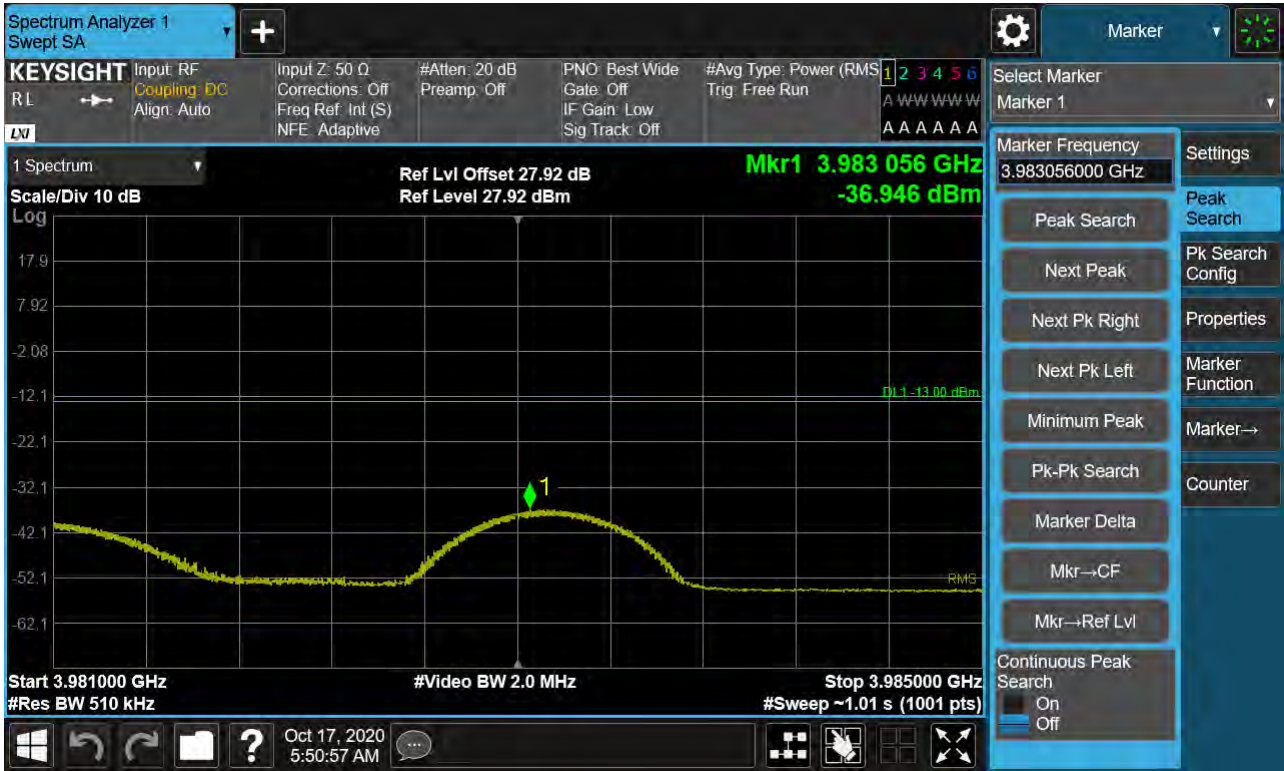 Spectrum Analyzer 1
Swept SA
+
Marker
KEYSIGHT
R L
LXI
Input: RF
Coupling: DC
Align: Auto
Input Z: 50 Ω
Corrections: Off
Freq Ref: Int (S)
NFE: Adaptive
#Atten: 20 dB
Preamp: Off
PNO: Best Wide
Gate: Off
IF Gain: Low
Sig Track: Off
#Avg Type: Power (RMS
Trig: Free Run
1 2 3 4 5 6
A W W W W W
A A A A A A
Select Marker
Marker 1
1 Spectrum
Scale/Div 10 dB
Log
Ref Lvl Offset 27.92 dB
Ref Level 27.92 dBm
Mkr1 3.983 056 GHz
-36.946 dBm
17.9
7.92
-2.08
-12.1
-22.1
-32.1
-42.1
-52.1
-62.1
DL1 -13.00 dBm
1
RMS
Start 3.981000 GHz
#Res BW 510 kHz
#Video BW 2.0 MHz
Stop 3.985000 GHz
#Sweep ~1.01 s (1001 pts)
Marker Frequency
3.983056000 GHz
Peak Search
Next Peak
Next Pk Right
Next Pk Left
Minimum Peak
Pk-Pk Search
Marker Delta
Mkr→CF
Mkr→Ref Lvl
Continuous Peak
Search
On
Off
Settings
Peak
Search
Pk Search
Config
Properties
Marker
Function
Marker→
Counter
?
Oct 17, 2020
5:50:57 AM